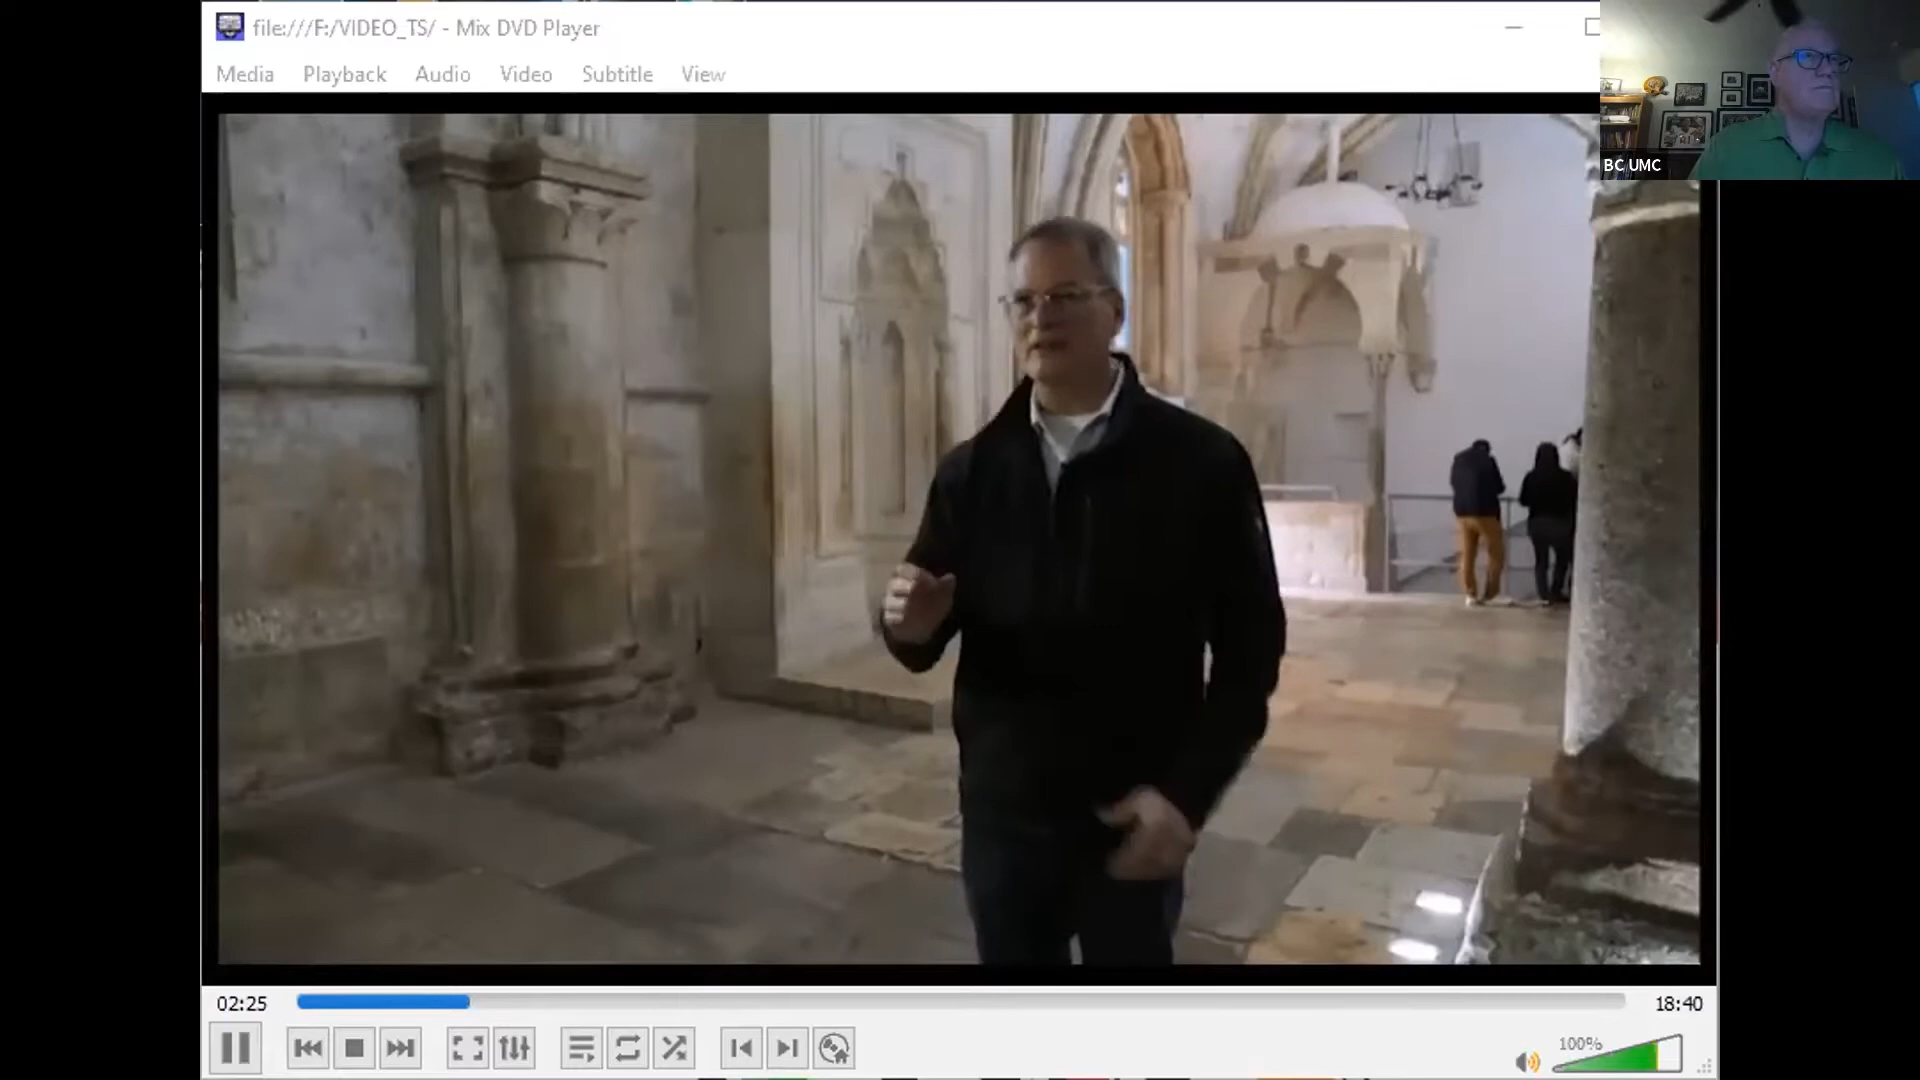 file:///F:/VIDEO_TS/ - Mix DVD Player
Media Playback Audio Video Subtitle View
BC UMC
02:25
18:40
100%